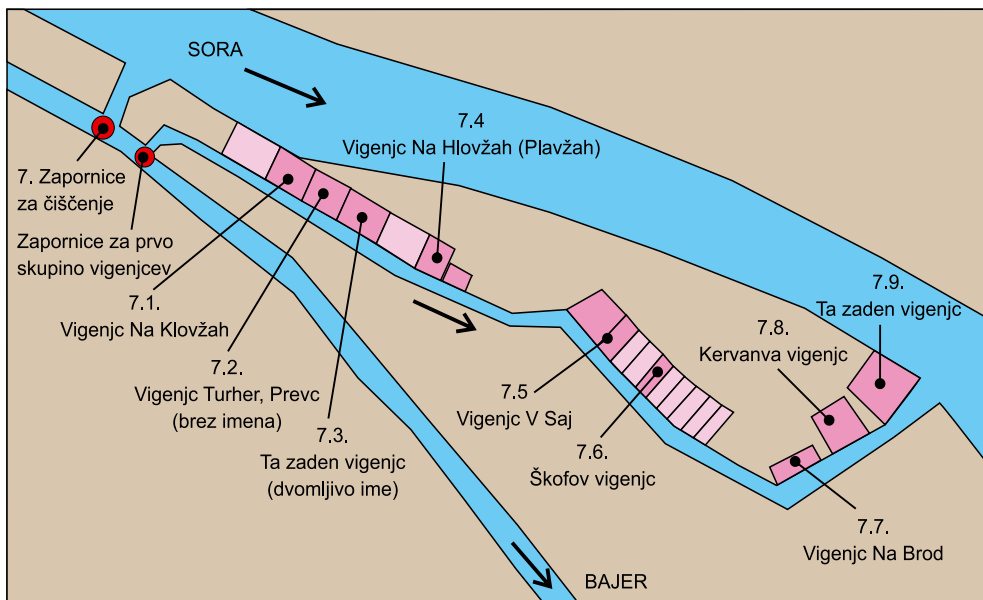 SORA
7.4
Vigenjc Na Hlovžah (Plavžah)
7. Zapornice
za čiščenje
Zapornice za prvo
skupino vigenjcev
7.1.
Vigenjc Na Klovžah
7.2.
Vigenjc Turher, Prevc
(brez imena)
7.3.
Ta zaden vigenjc
(dvomljivo ime)
7.5
Vigenjc V Saj
7.6.
Škofov vigenjc
7.8.
Kervanva vigenjc
7.9.
Ta zaden vigenjc
7.7.
Vigenjc Na Brod
BAJER